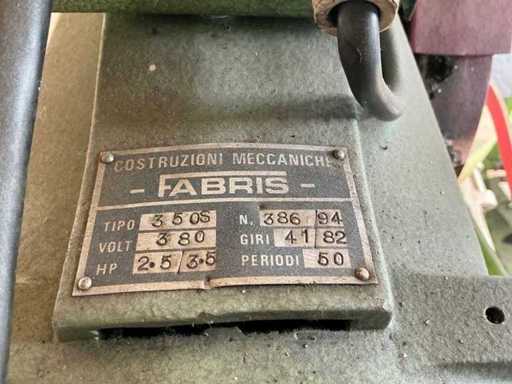 COSTRUZIONI MECCANICHE
- FABRIS -
TIPO 350S N. 386 94
VOLT 380 GIRI 41/82
HP 2.5/3.5 PERIODI 50